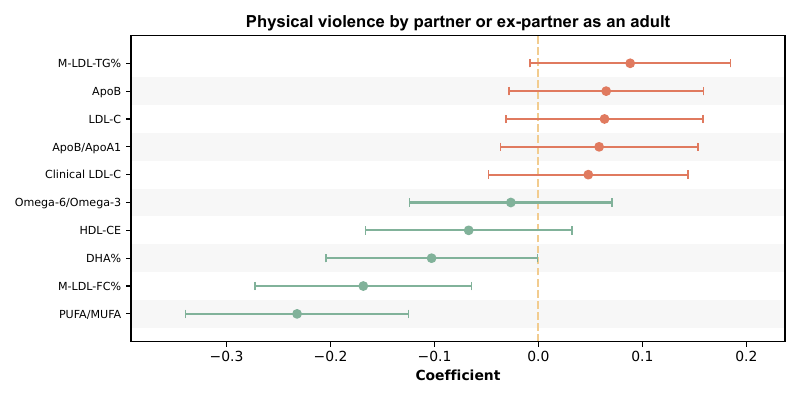 Physical violence by partner or ex-partner as an adult
M-LDL-TG%
ApoB
LDL-C
ApoB/ApoA1
Clinical LDL-C
Omega-6/Omega-3
HDL-CE
DHA%
M-LDL-FC%
PUFA/MUFA
−0.3 −0.2 −0.1 0.0 0.1 0.2
Coefficient